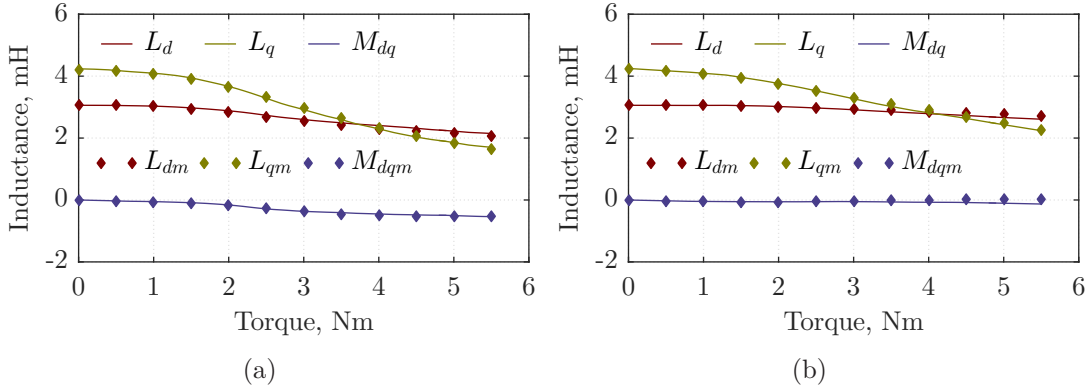 6
4
2
0
-2
Inductance, mH
L_d L_q M_dq
L_dm L_qm M_dqm
0 1 2 3 4 5 6
Torque, Nm
(a)
6
4
2
0
-2
Inductance, mH
L_d L_q M_dq
L_dm L_qm M_dqm
0 1 2 3 4 5 6
Torque, Nm
(b)